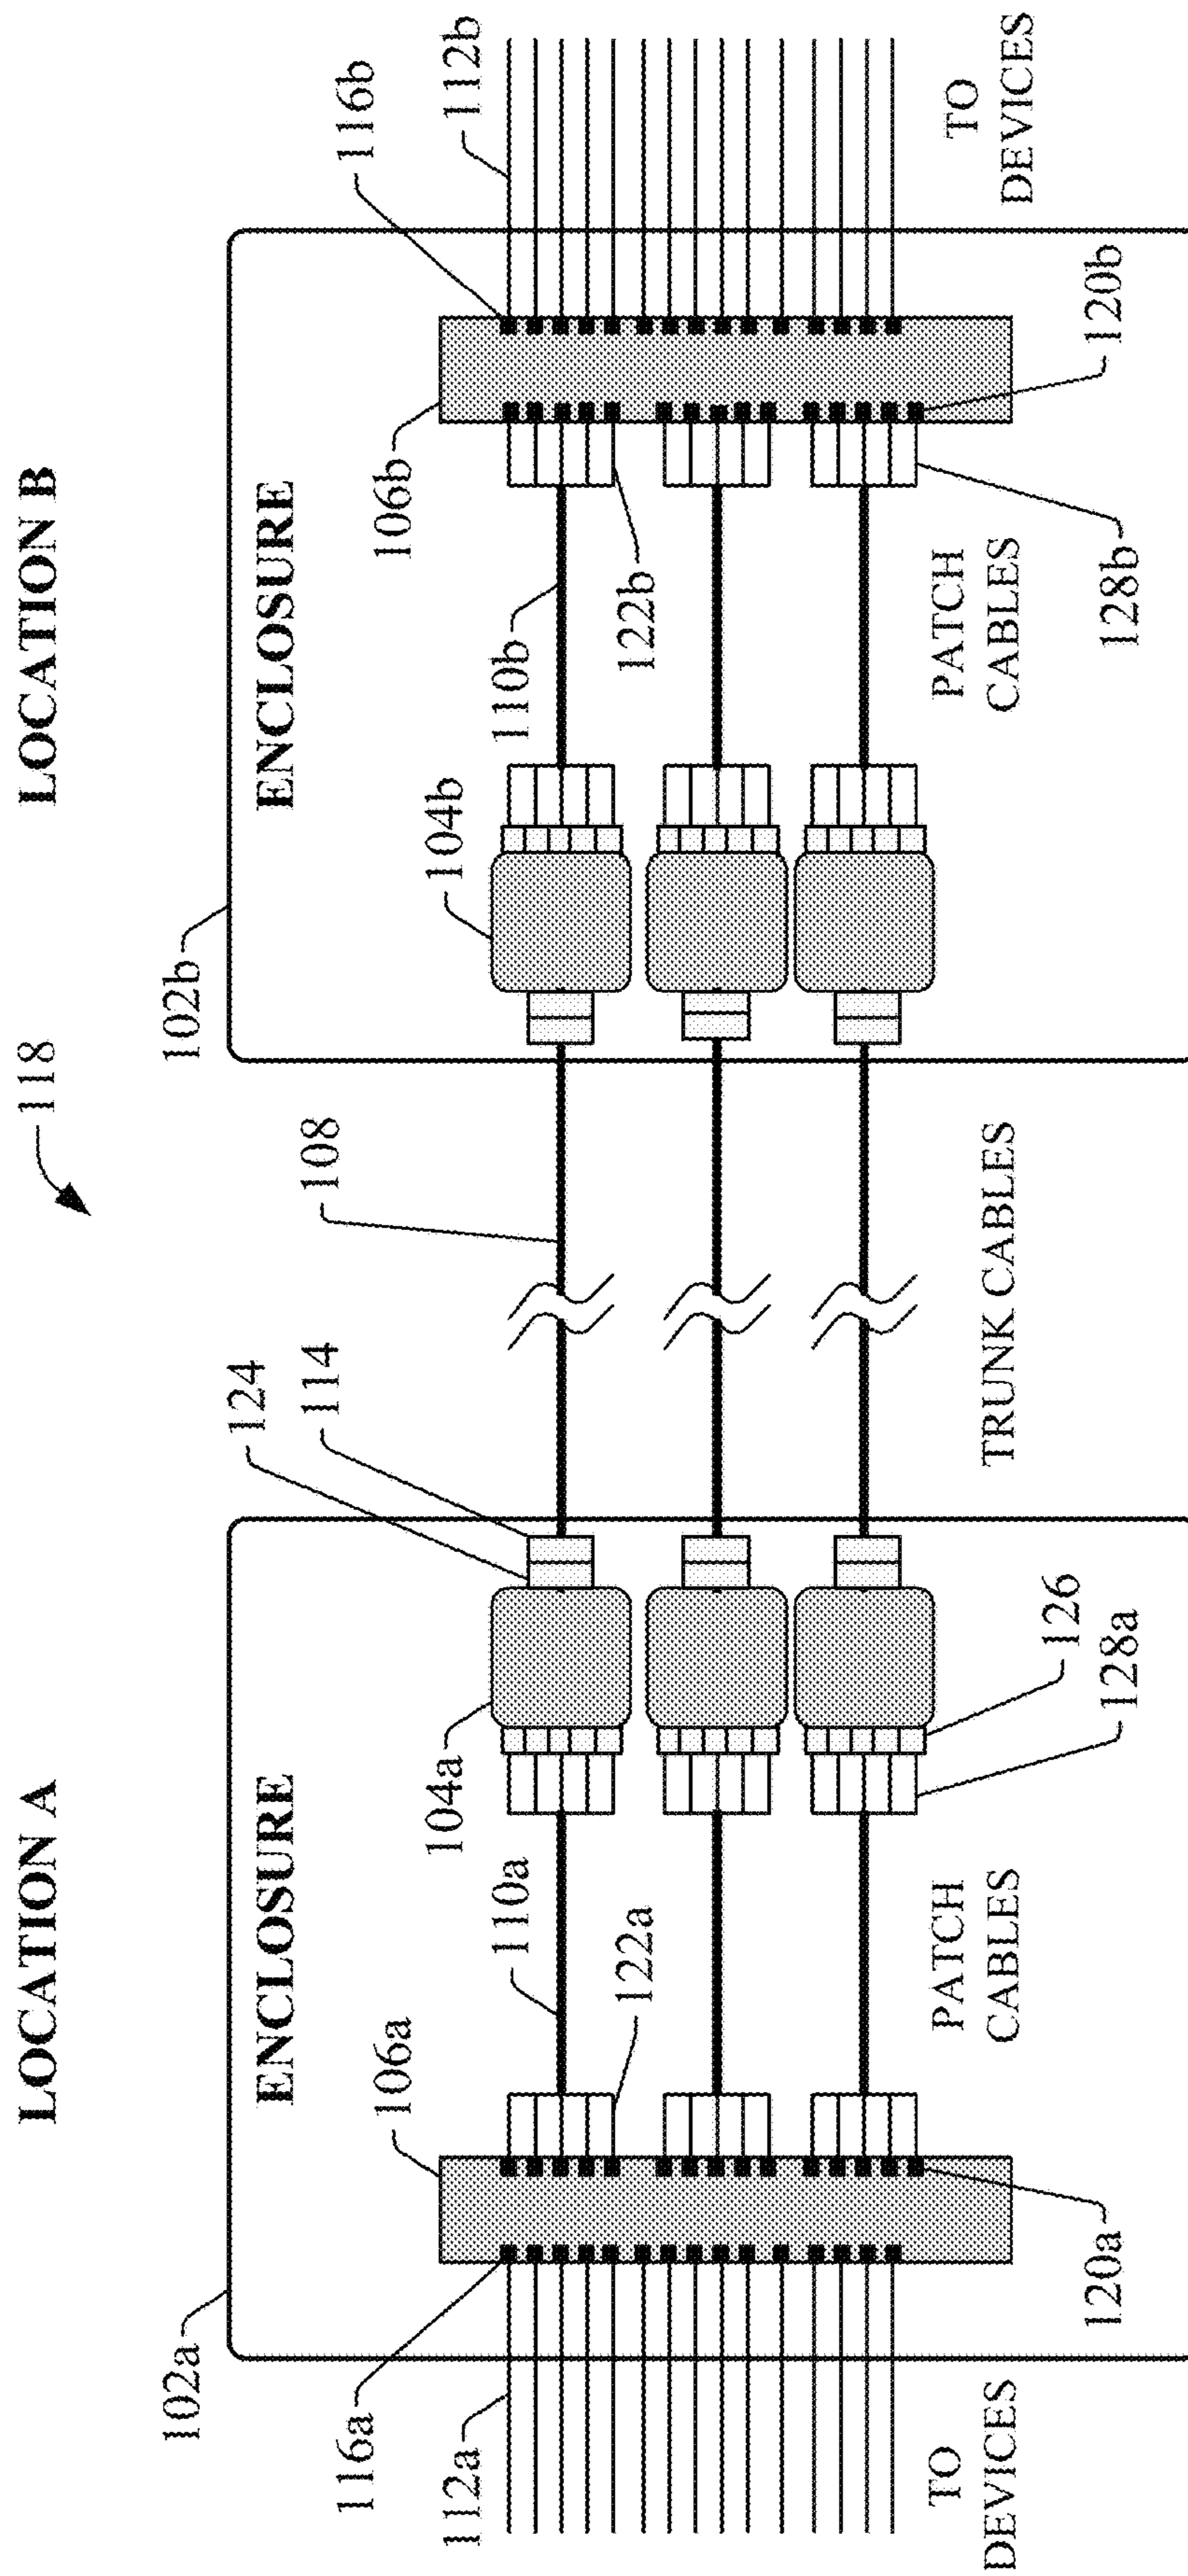 LOCATION A
LOCATION B
118
102a
102b
ENCLOSURE
ENCLOSURE
124
114
108
116a
106a
106b
116b
112a
104a
104b
112b
110a
110b
122a
122b
TO
DEVICES
PATCH
CABLES
TRUNK CABLES
PATCH
CABLES
TO
DEVICES
120a
126
128a
128b
120b